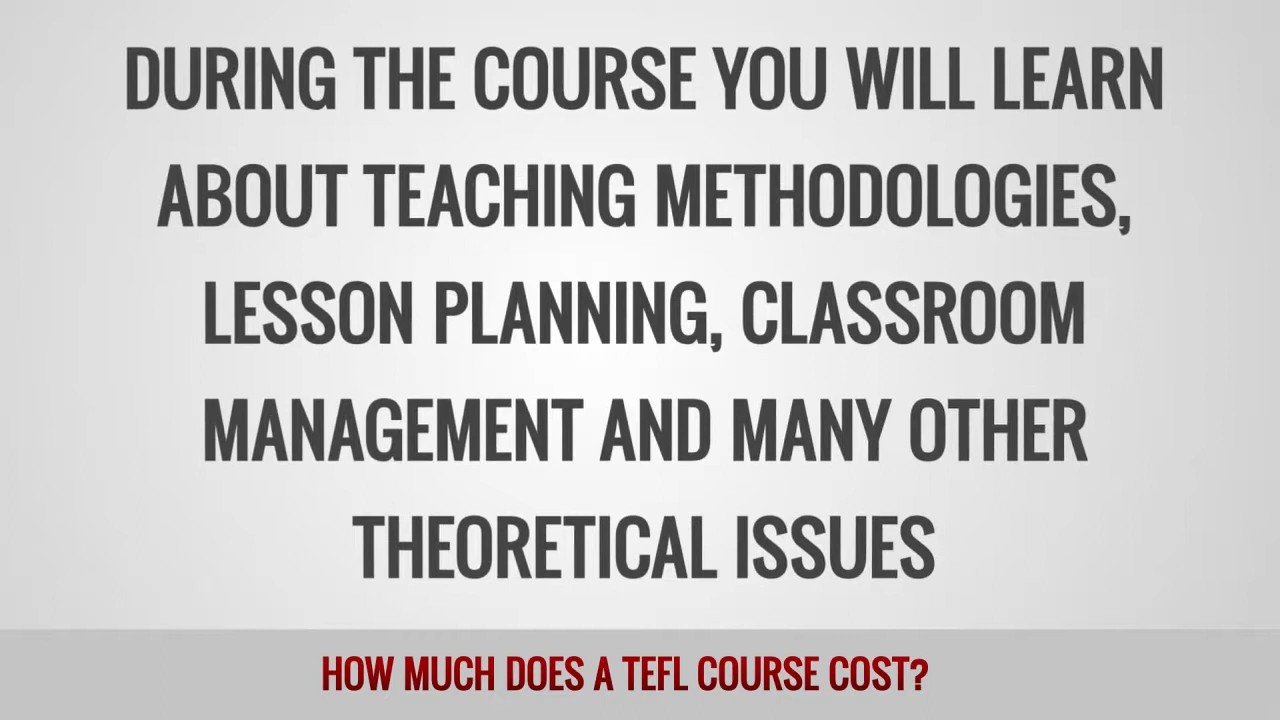 DURING THE COURSE YOU WILL LEARN
ABOUT TEACHING METHODOLOGIES,
LESSON PLANNING, CLASSROOM
MANAGEMENT AND MANY OTHER
THEORETICAL ISSUES
HOW MUCH DOES A TEFL COURSE COST?